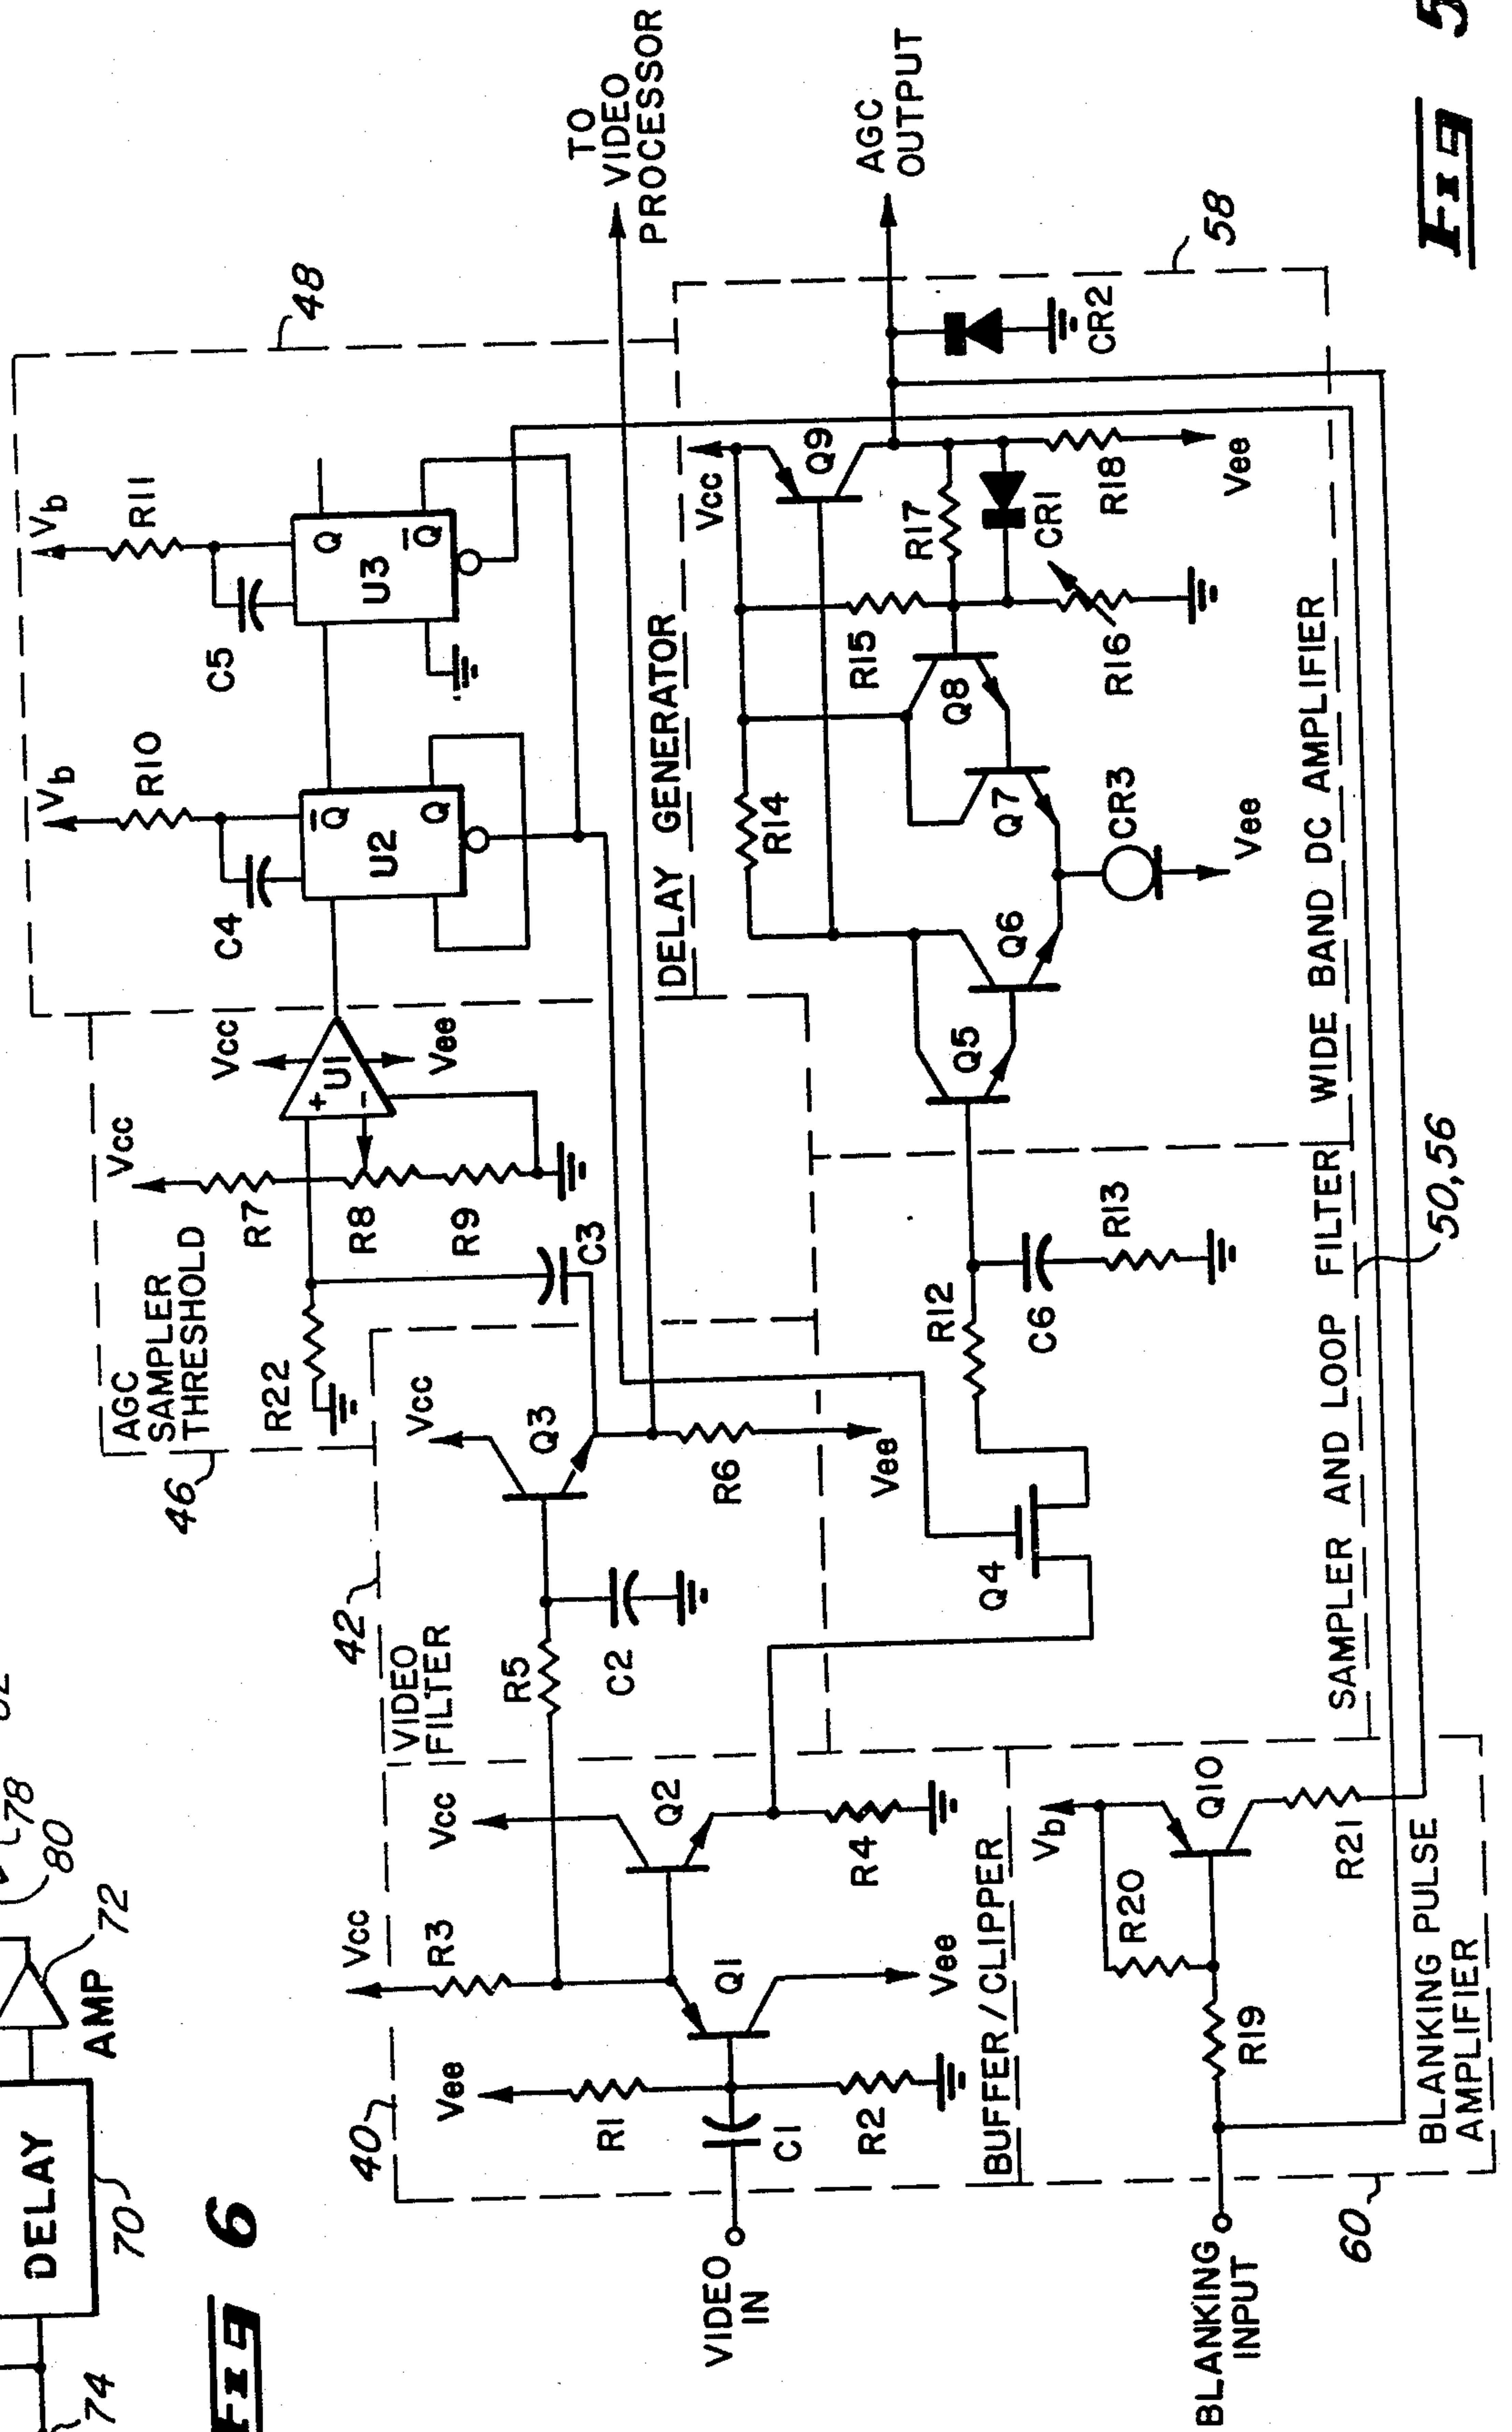 VIDEO
IN
BLANKING
INPUT
40
Vee
R1
C1
R2
Vcc
R3
Q1
Vee
Vcc
Q2
R4
BUFFER/CLIPPER
42
VIDEO
FILTER
R5
C2
Vcc
Q3
R6
Vee
46
AGC
SAMPLER
THRESHOLD
R22
C3
Vcc
R7
R8
R9
Vcc
+
-
U1
Vee
48
Vb
R10
C4
Q
U2
Q
Vb
R11
C5
Q
U3
Q
DELAY GENERATOR
TO
VIDEO
PROCESSOR
Q4
R12
C6
R13
SAMPLER AND LOOP FILTER
50,56
Q5
Q6
Q7
Q8
R14
R15
R16
R17
CR1
CR3
Vee
Vcc
Q9
R18
Vee
CR2
AGC
OUTPUT
58
WIDE BAND DC AMPLIFIER
Vb
R20
R19
Q10
R21
BLANKING PULSE
AMPLIFIER
60
Fig 5
74
DELAY
70
AMP
72
80
78
Fig 6